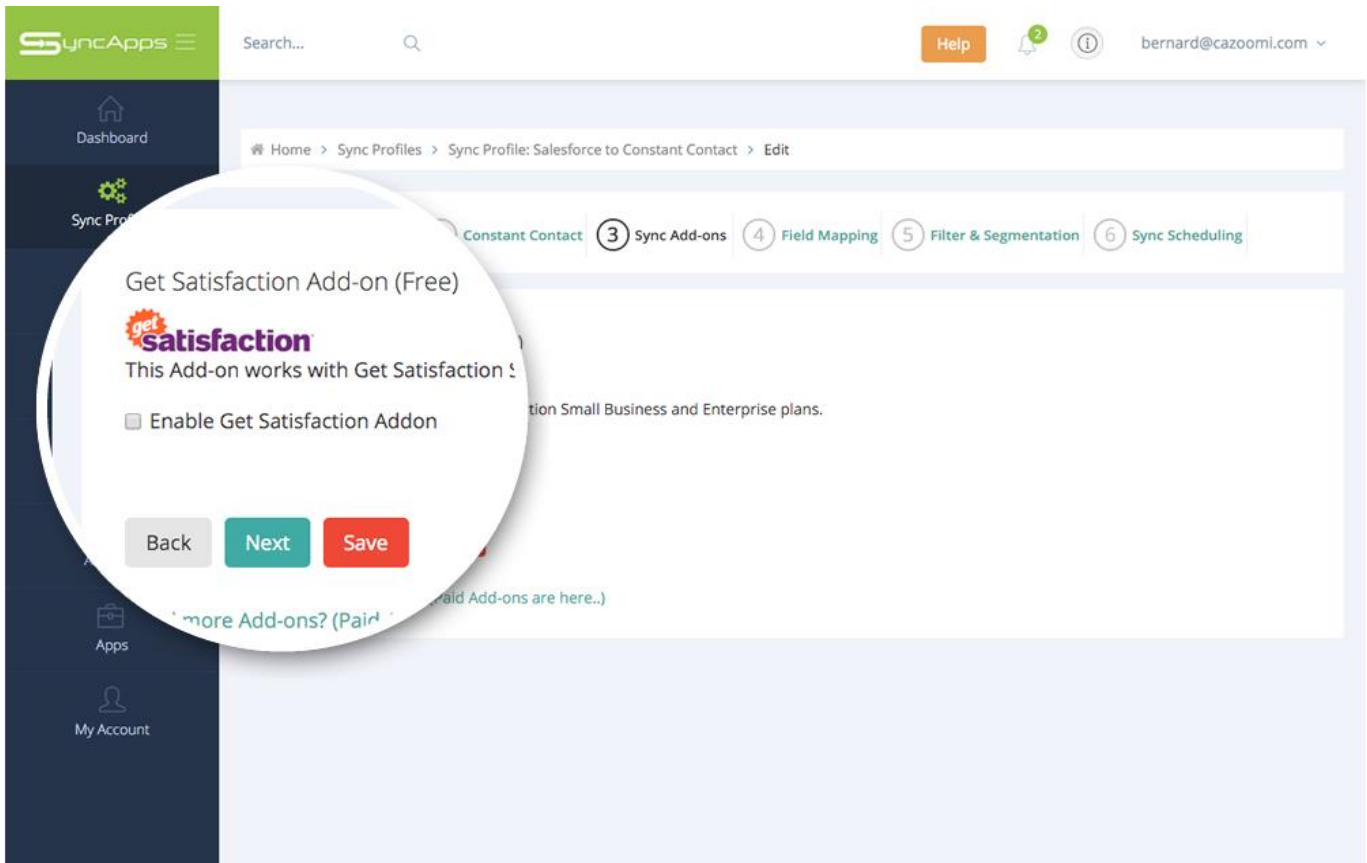 SyncApps
Search...
Help
2
bernard@cazoomi.com
Dashboard
Home > Sync Profiles > Sync Profile: Salesforce to Constant Contact > Edit
Sync
Constant Contact 3 Sync Add-ons 4 Field Mapping 5 Filter & Segmentation 6 Sync Scheduling
Get Satisfaction Add-on (Free)
get
satisfaction
This Add-on works with Get Satisfaction
Small Business and Enterprise plans.
Enable Get Satisfaction Addon
Back Next Save
more Add-ons? (Paid
Add-ons are here..)
Apps
My Account